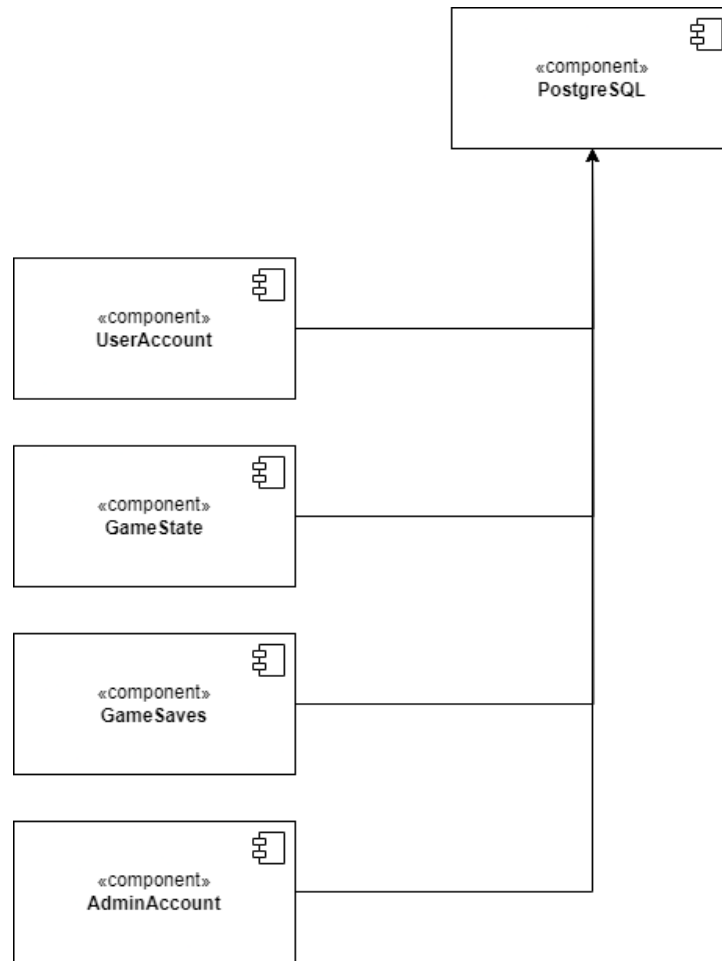 «component»
PostgreSQL
«component»
UserAccount
«component»
GameState
«component»
GameSaves
«component»
AdminAccount